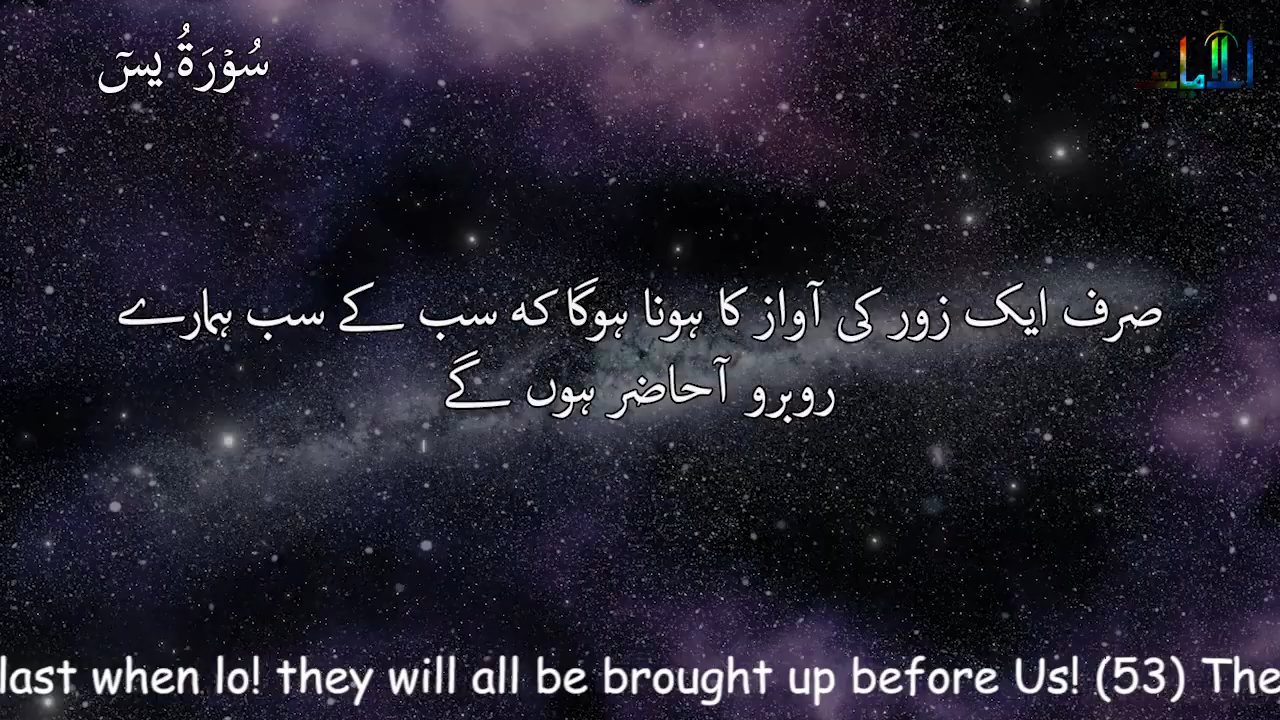 سُوْرَةُ يسٓ
صرف ایک زور کی آواز کا ہونا ہوگا کہ سب کے سب ہمارے
روبرو آحاضر ہوں گے
last when lo! they will all be brought up before Us! (53) The